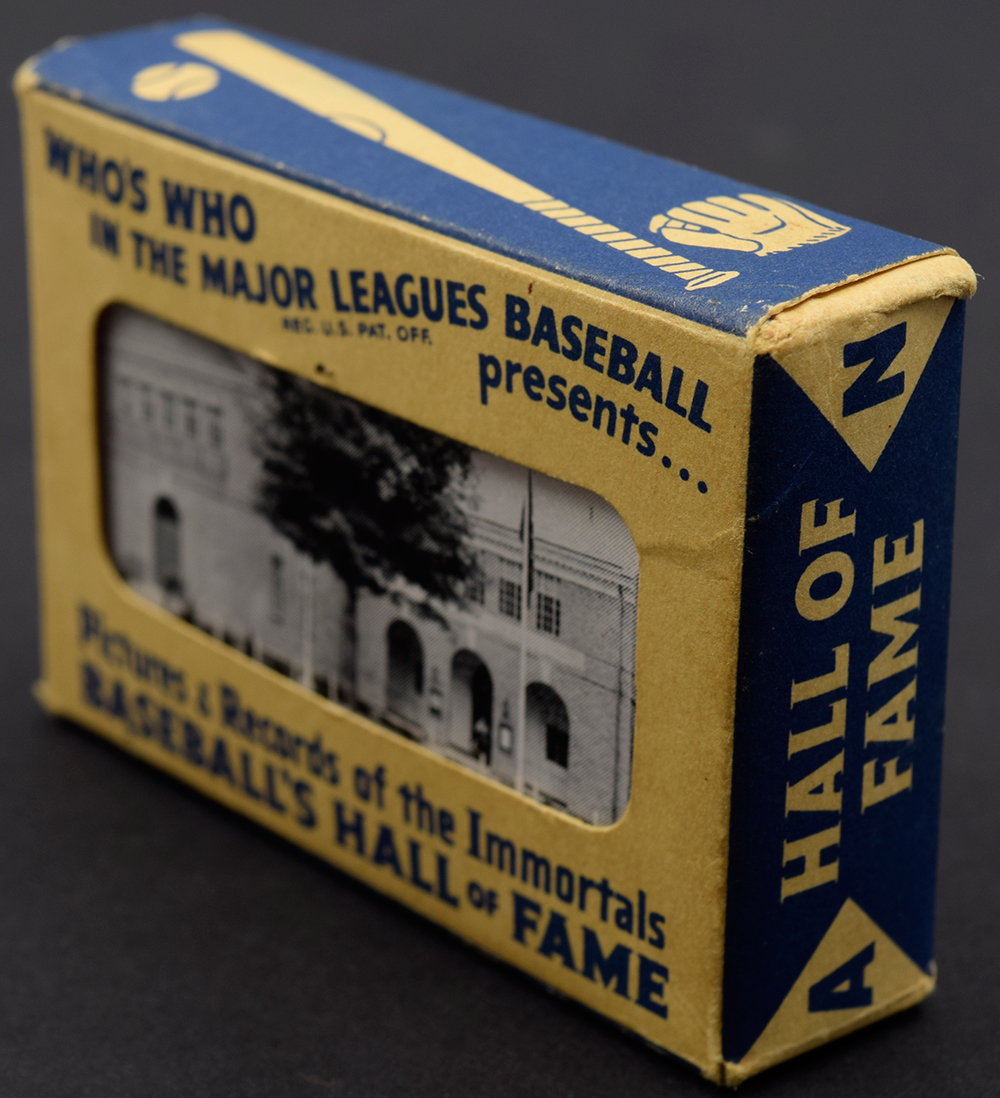 WHO'S WHO
IN THE MAJOR LEAGUES BASEBALL
REG. U.S. PAT. OFF.
presents...
Pictures & Records of the Immortals
BASEBALL'S HALL OF FAME
A
HALL OF
FAME
N